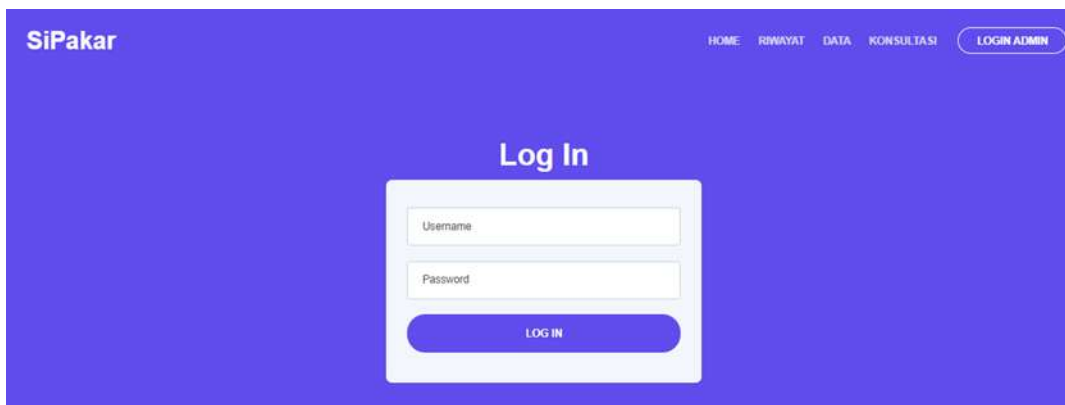 SiPakar
HOME RIWAYAT DATA KONSULTASI LOGIN ADMIN
Log In
Username
Password
LOG IN